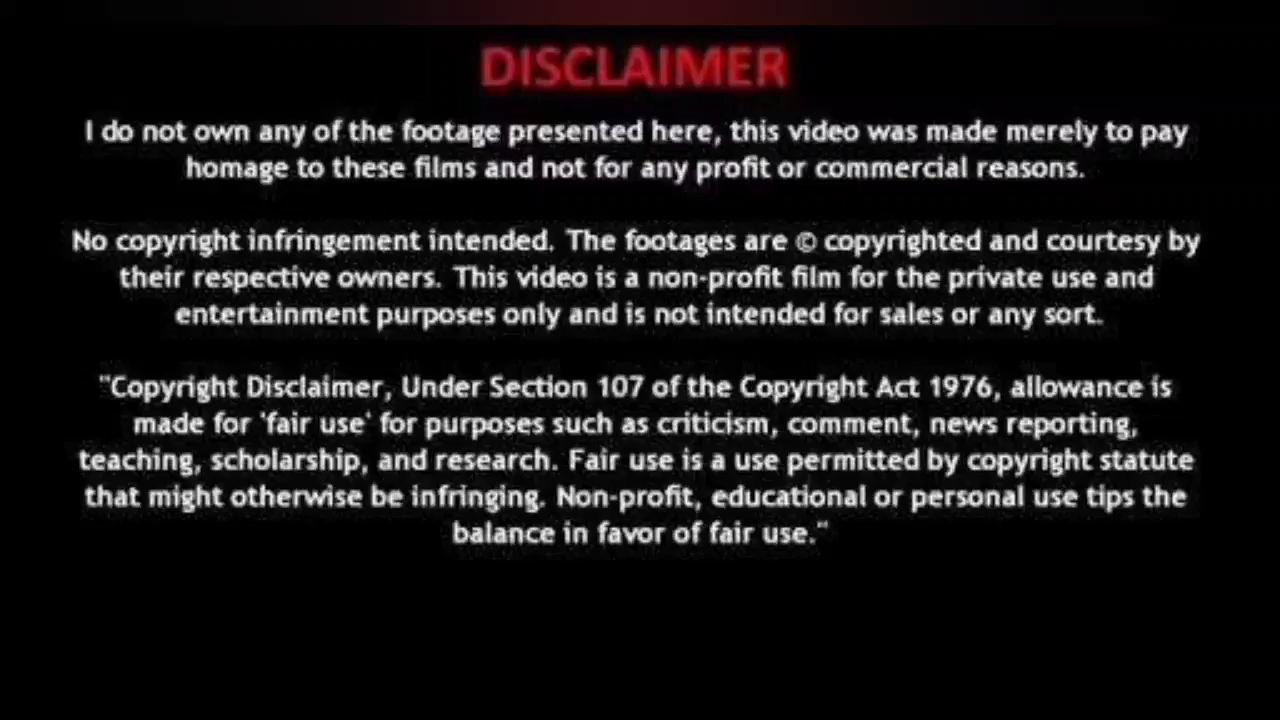 DISCLAIMER
I do not own any of the footage presented here, this video was made merely to pay
homage to these films and not for any profit or commercial reasons.
No copyright infringement intended. The footages are © copyrighted and courtesy by
their respective owners. This video is a non-profit film for the private use and
entertainment purposes only and is not intended for sales or any sort.
"Copyright Disclaimer, Under Section 107 of the Copyright Act 1976, allowance is
made for 'fair use' for purposes such as criticism, comment, news reporting,
teaching, scholarship, and research. Fair use is a use permitted by copyright statute
that might otherwise be infringing. Non-profit, educational or personal use tips the
balance in favor of fair use."